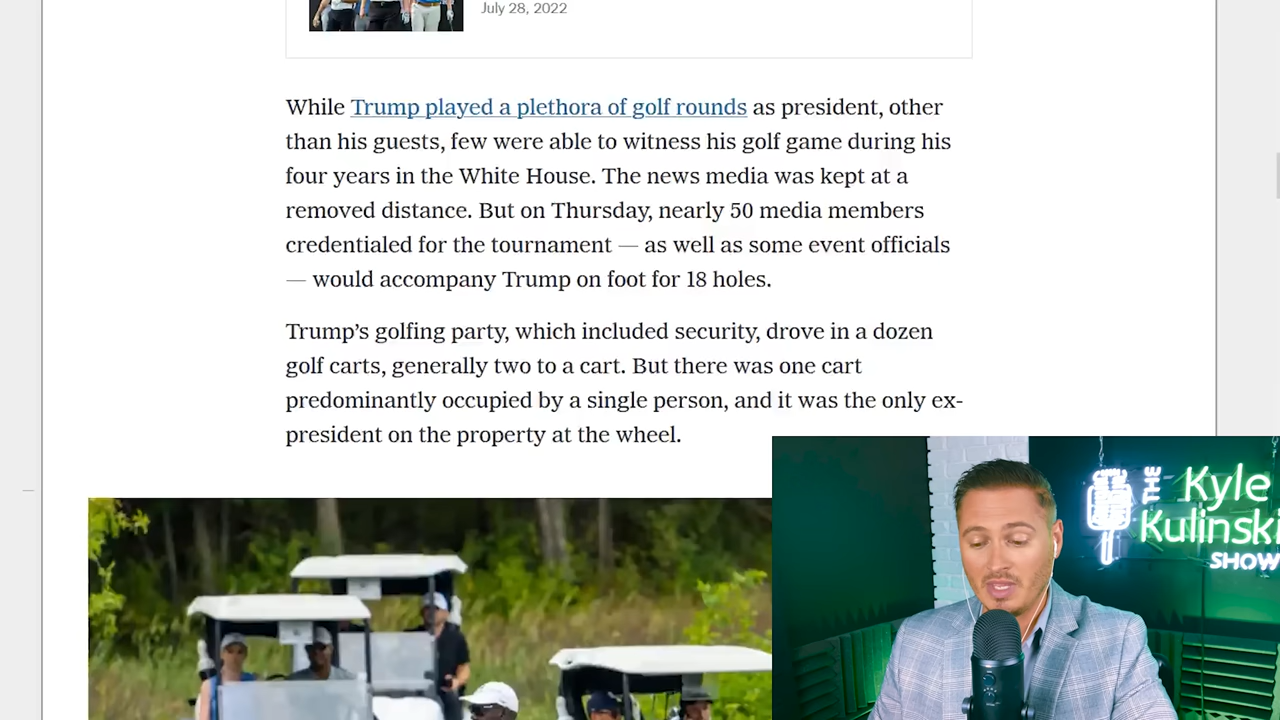 July 28, 2022
While Trump played a plethora of golf rounds as president, other
than his guests, few were able to witness his golf game during his
four years in the White House. The news media was kept at a
removed distance. But on Thursday, nearly 50 media members
credentialed for the tournament — as well as some event officials
— would accompany Trump on foot for 18 holes.
Trump’s golfing party, which included security, drove in a dozen
golf carts, generally two to a cart. But there was one cart
predominantly occupied by a single person, and it was the only ex-
president on the property at the wheel.
THE
Kyle
Kulinski
SHOW